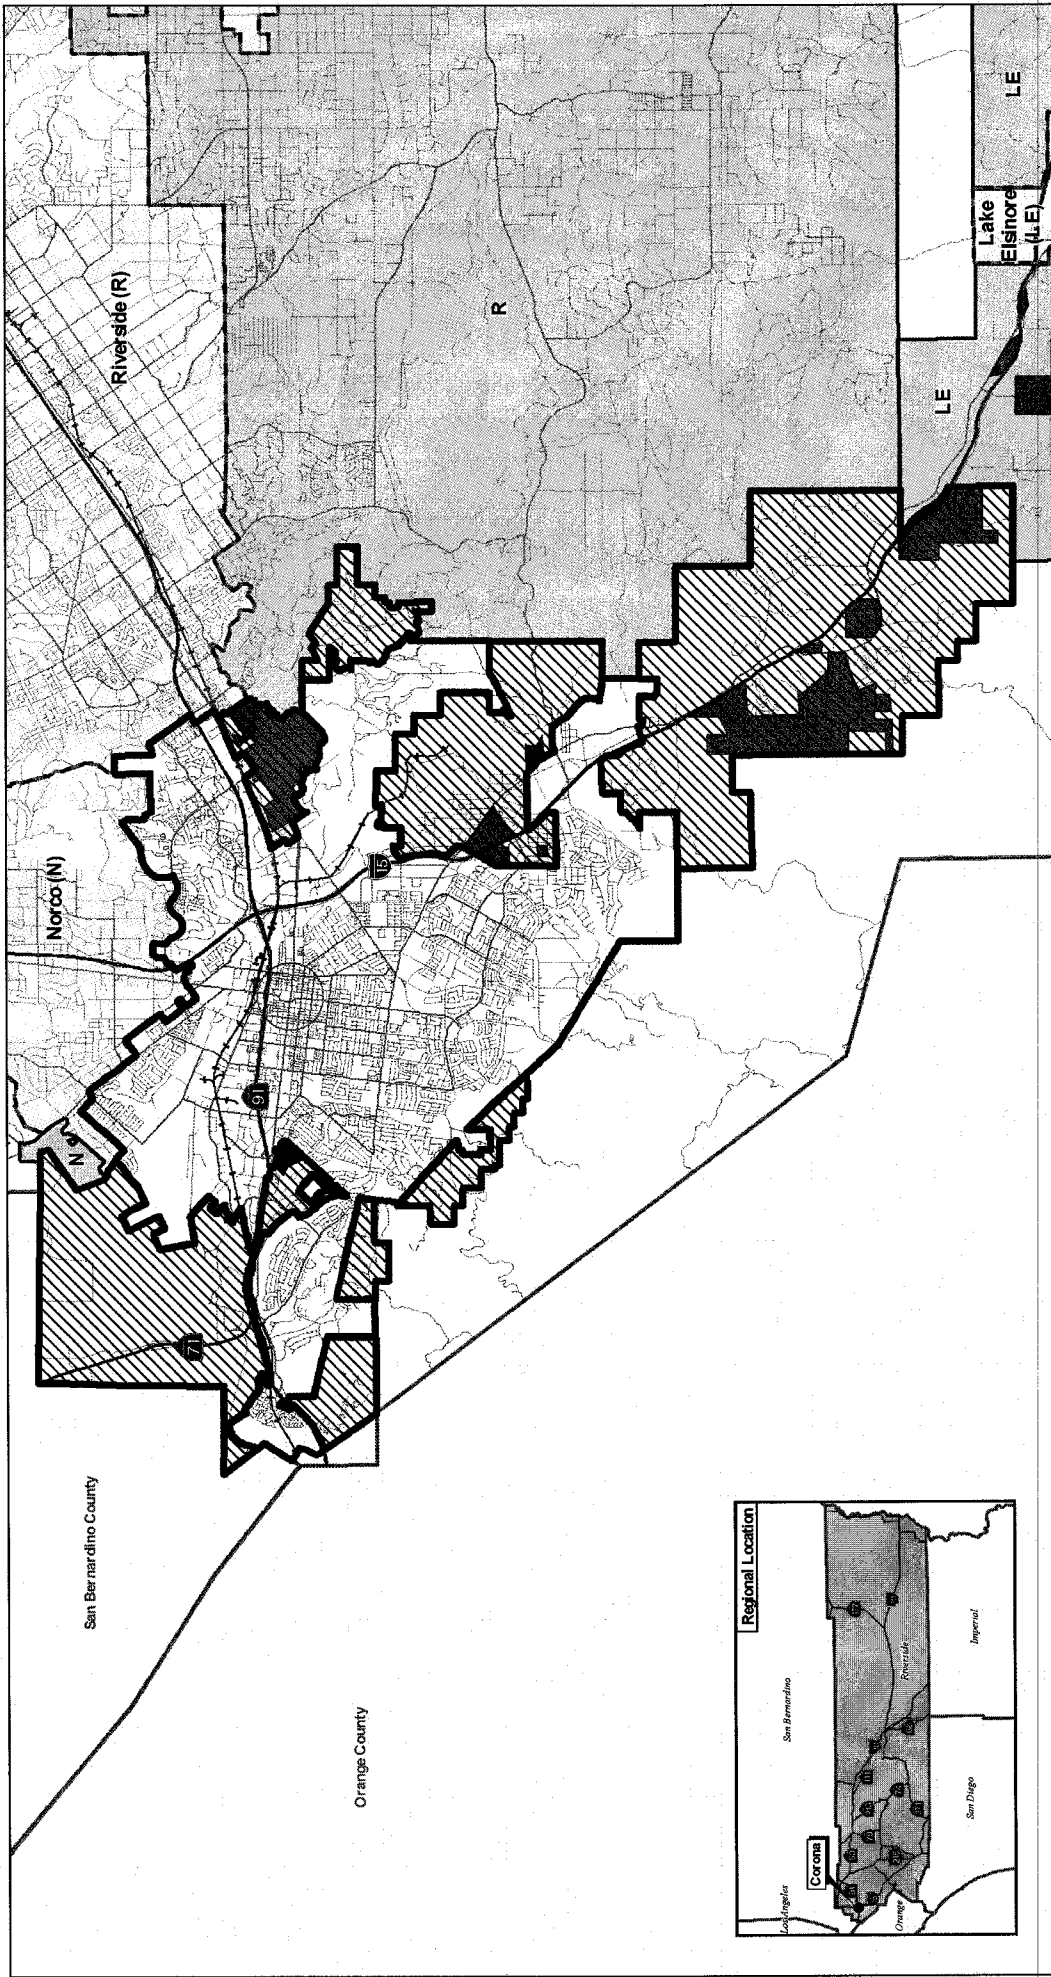 San Bernardino County
Orange County
Norco (N)
Riverside (R)
N
71
91
15
R
LE
LE
Lake
Elsinore
(LE)
Regional Location
Los Angeles
San Bernardino
Corona
Orange
Riverside
San Diego
Imperial